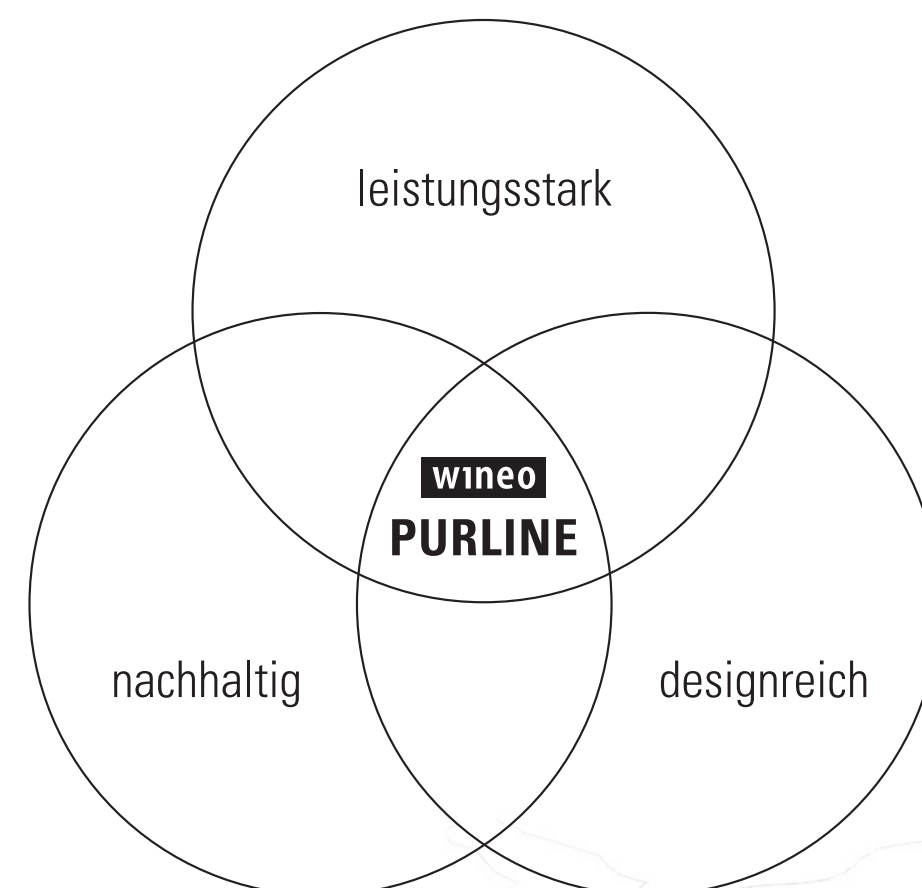 leistungsstark
wineo
PURLINE
nachhaltig
designreich